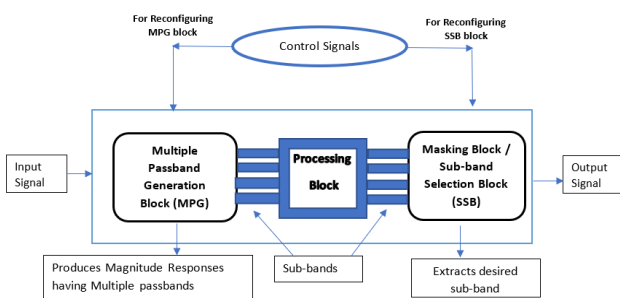 For Reconfiguring
MPG block
For Reconfiguring
SSB block
Control Signals
Input
Signal
Multiple
Passband
Generation
Block (MPG)
Processing
Block
Masking Block /
Sub-band
Selection Block
(SSB)
Output
Signal
Produces Magnitude Responses
having Multiple passbands
Sub-bands
Extracts desired
sub-band